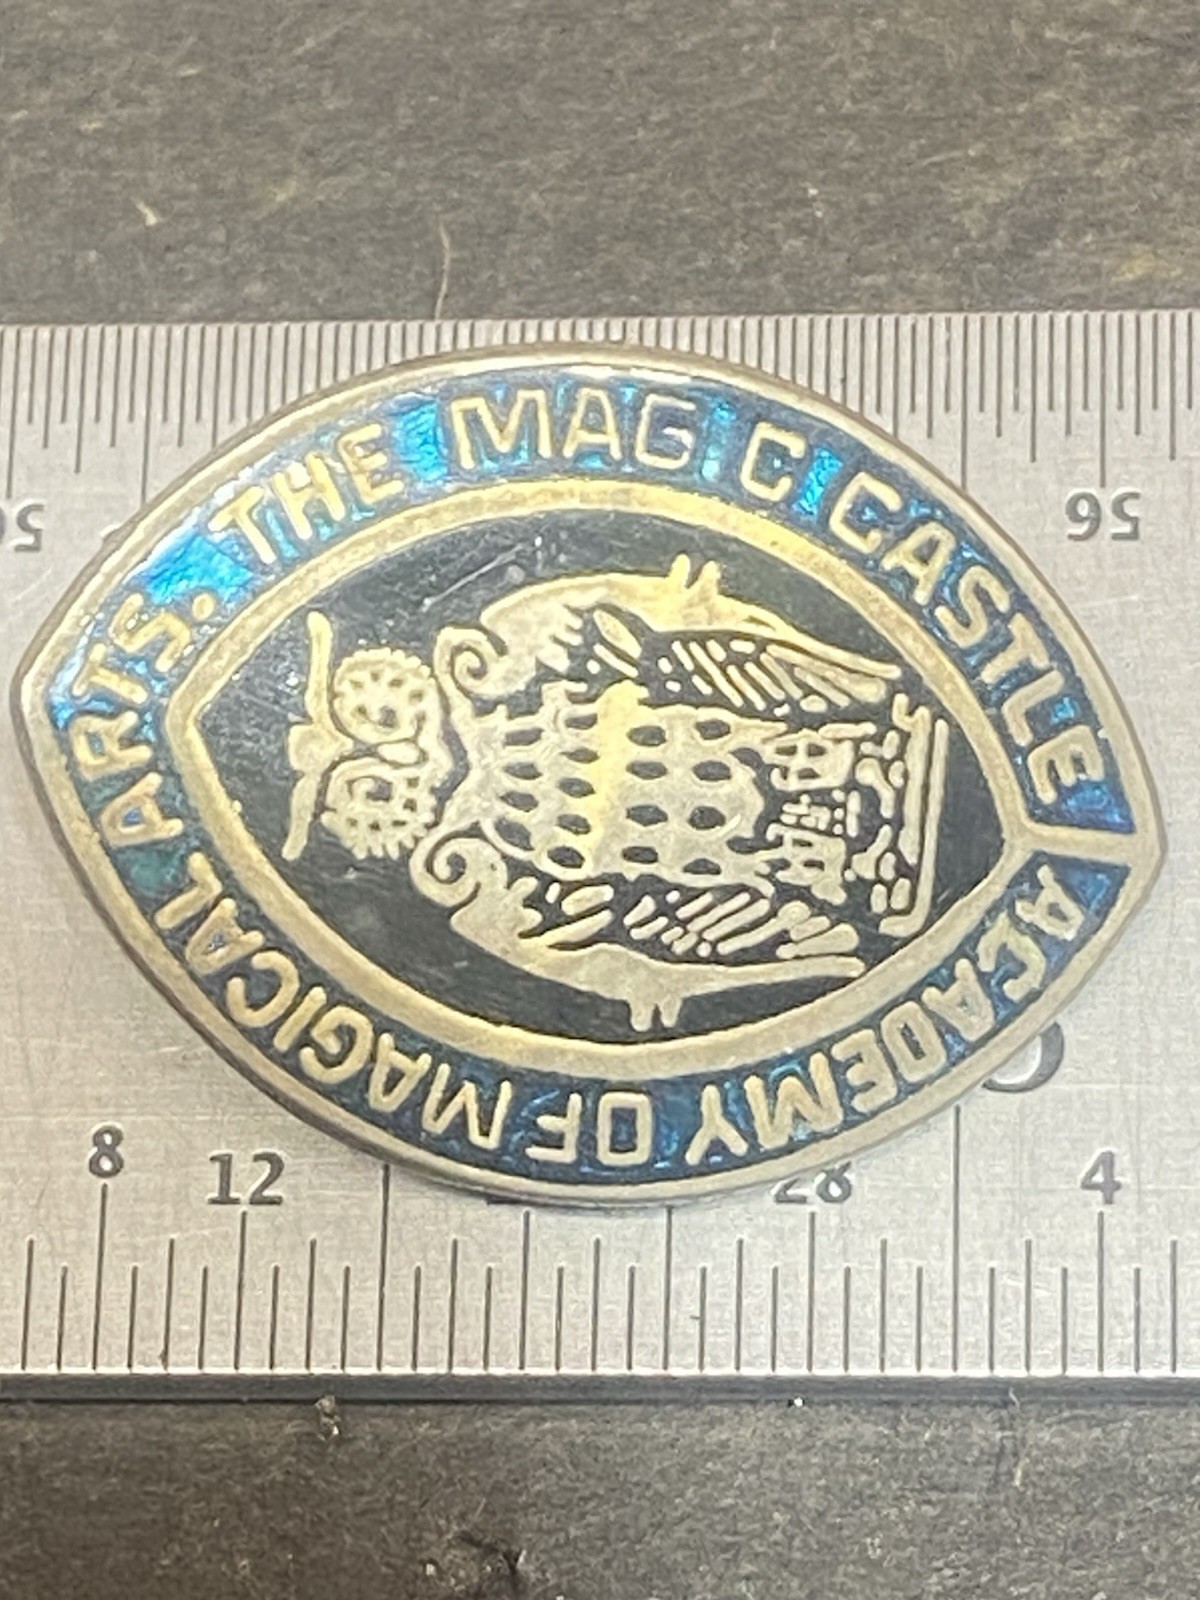 THE MAG C CASTLE
ACADEMY OF MAGICAL ARTS.
56
8
12
28
4